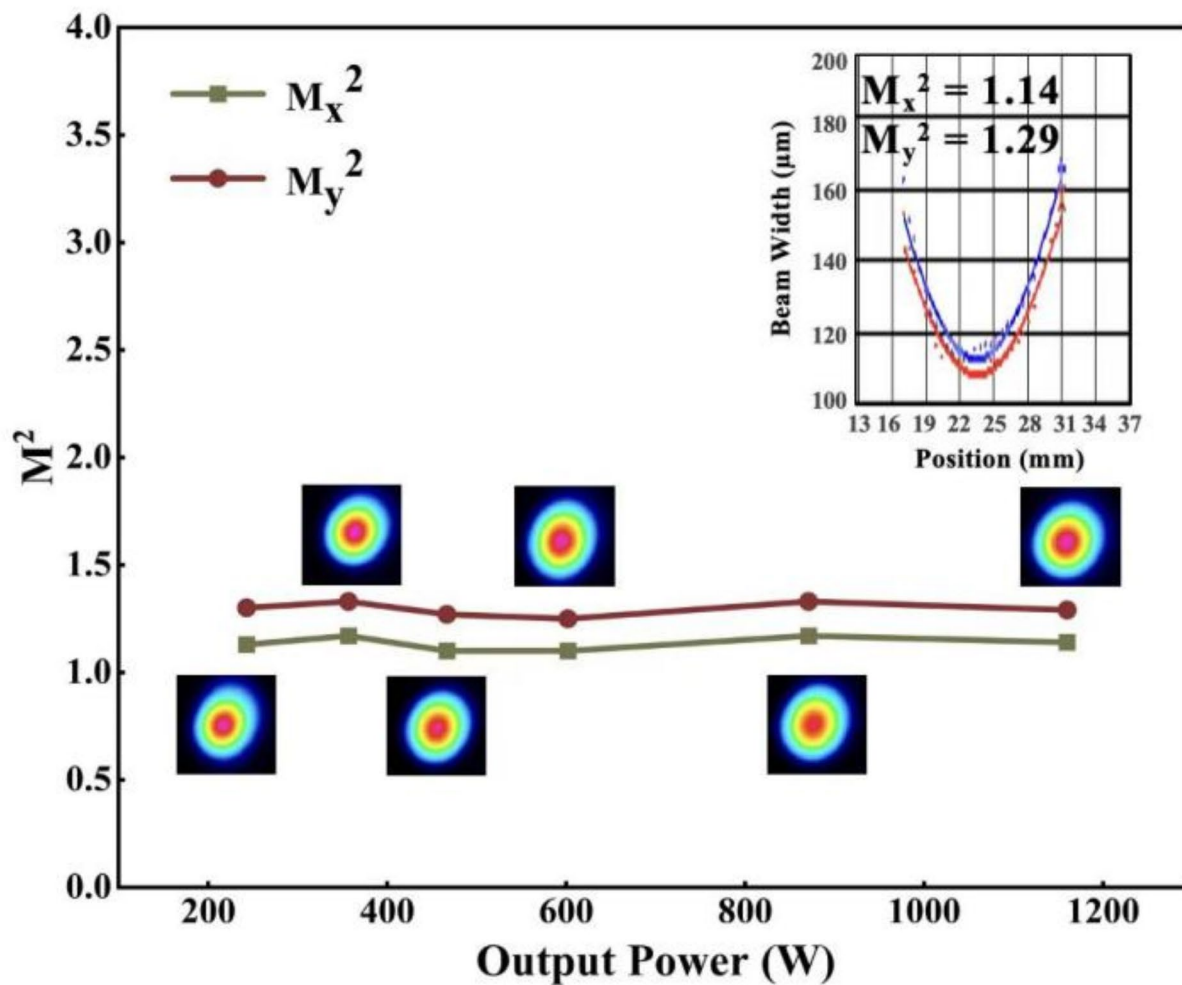 4.0
3.5
3.0
2.5
2.0
1.5
1.0
0.5
0.0
M²
Mₓ²
Mᵧ²
200
180
160
140
120
100
Beam Width (μm)
Mₓ² = 1.14
Mᵧ² = 1.29
13 16 19 22 25 28 31 34 37
Position (mm)
200 400 600 800 1000 1200
Output Power (W)